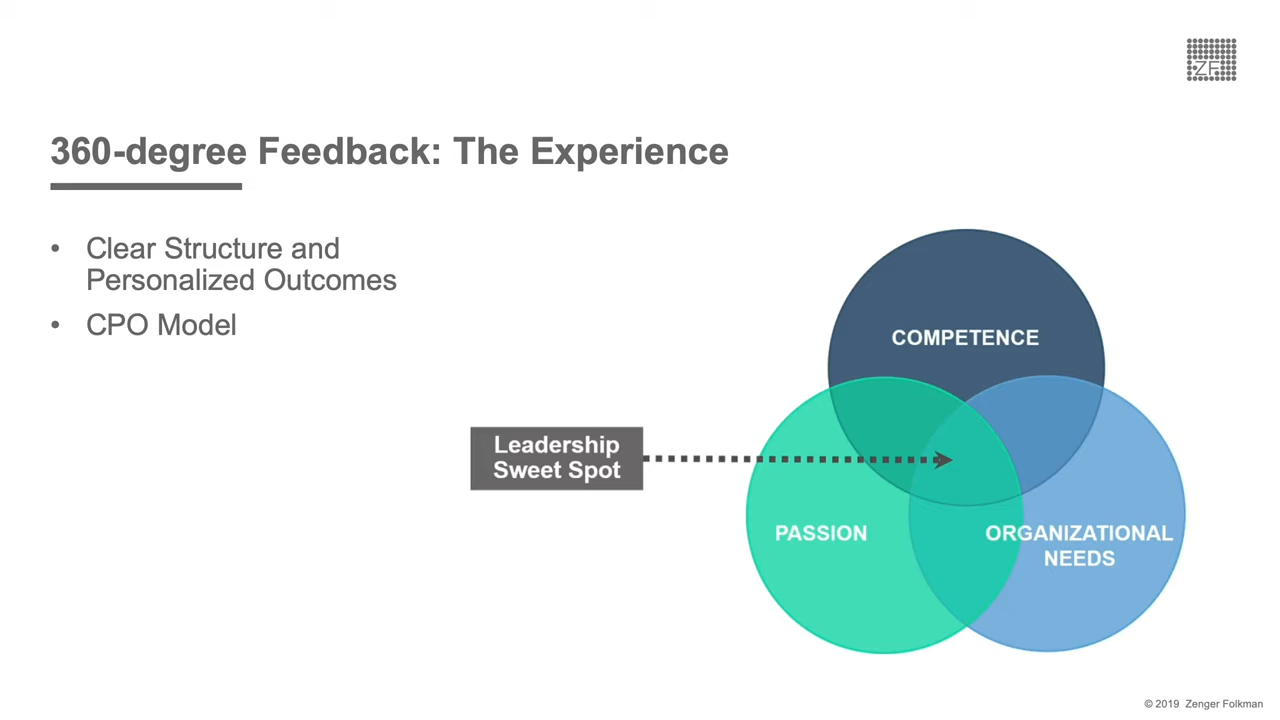 ZF
360-degree Feedback: The Experience
• Clear Structure and
Personalized Outcomes
• CPO Model
COMPETENCE
Leadership
Sweet Spot
PASSION
ORGANIZATIONAL
NEEDS
© 2019 Zenger Folkman